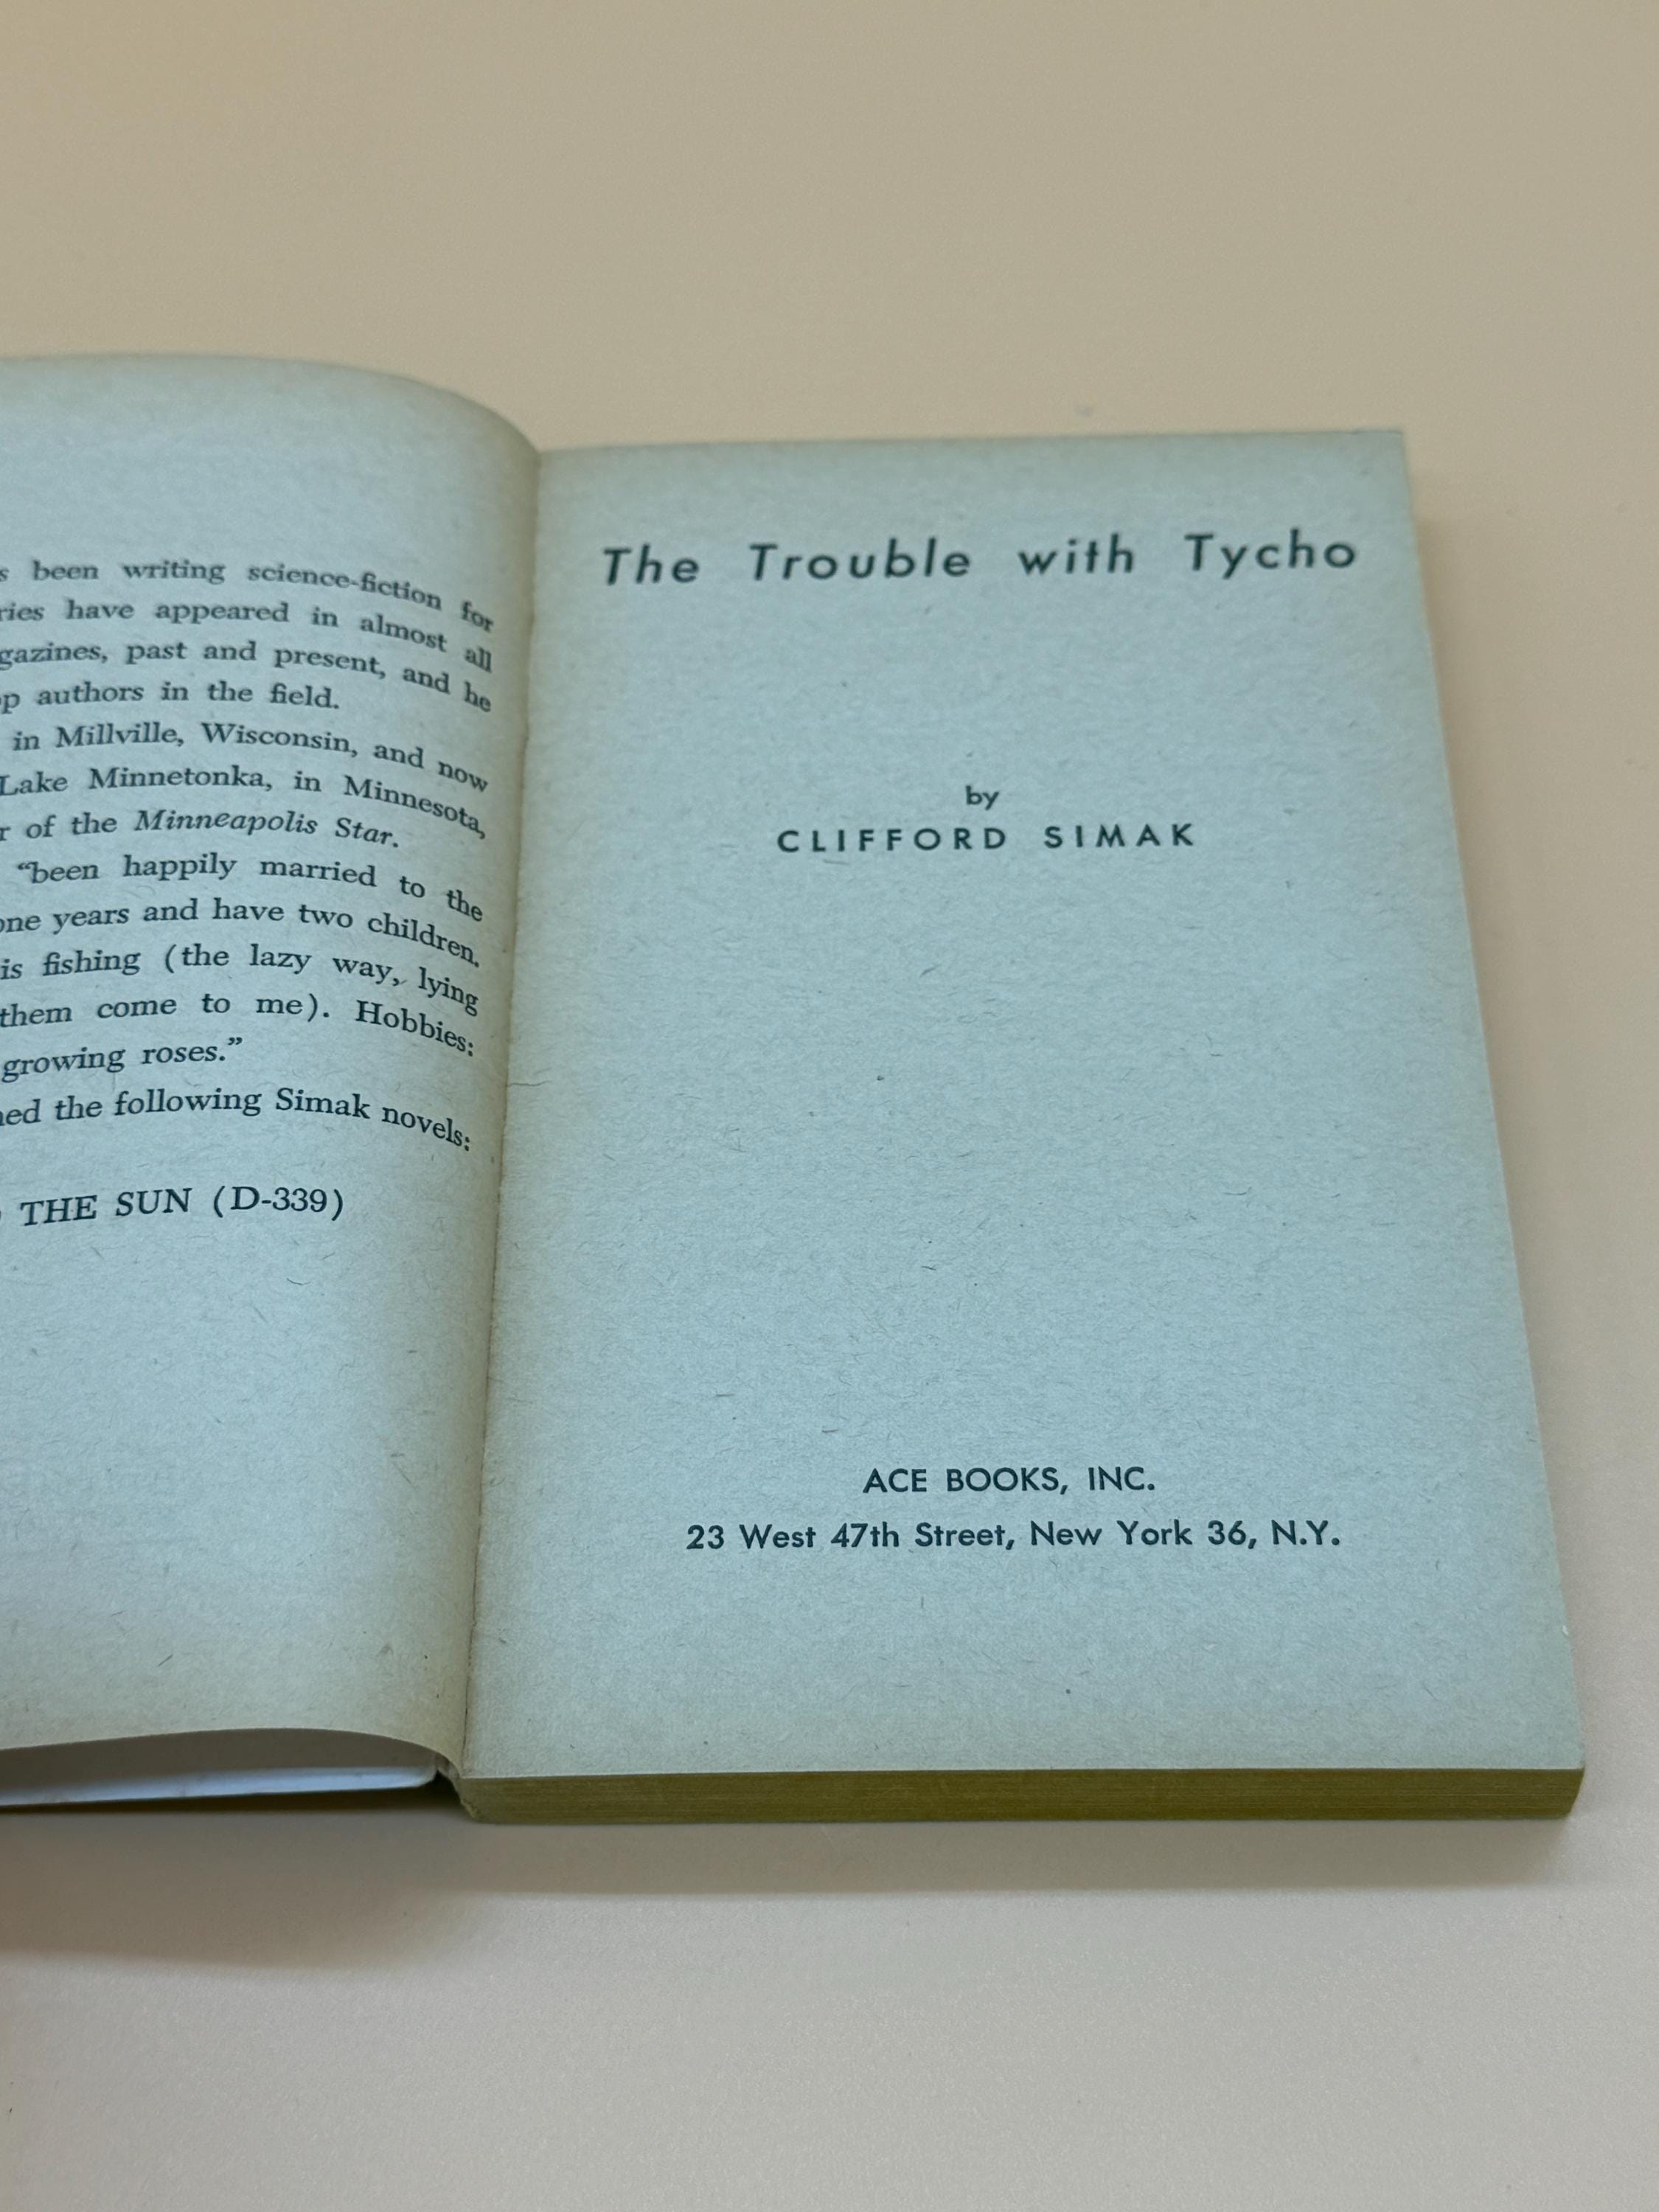 been writing science-fiction for
have appeared in almost all
past and present, and he
authors in the field.
in Millville, Wisconsin, and now
Lake Minnetonka, in Minnesota,
of the Minneapolis Star.
“been happily married to the
years and have two children.
is fishing (the lazy way, lying
them come to me). Hobbies:
growing roses.”
the following Simak novels:
THE SUN (D-339)
The Trouble with Tycho
by
CLIFFORD SIMAK
ACE BOOKS, INC.
23 West 47th Street, New York 36, N.Y.